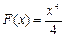 F(x) = x⁴/4